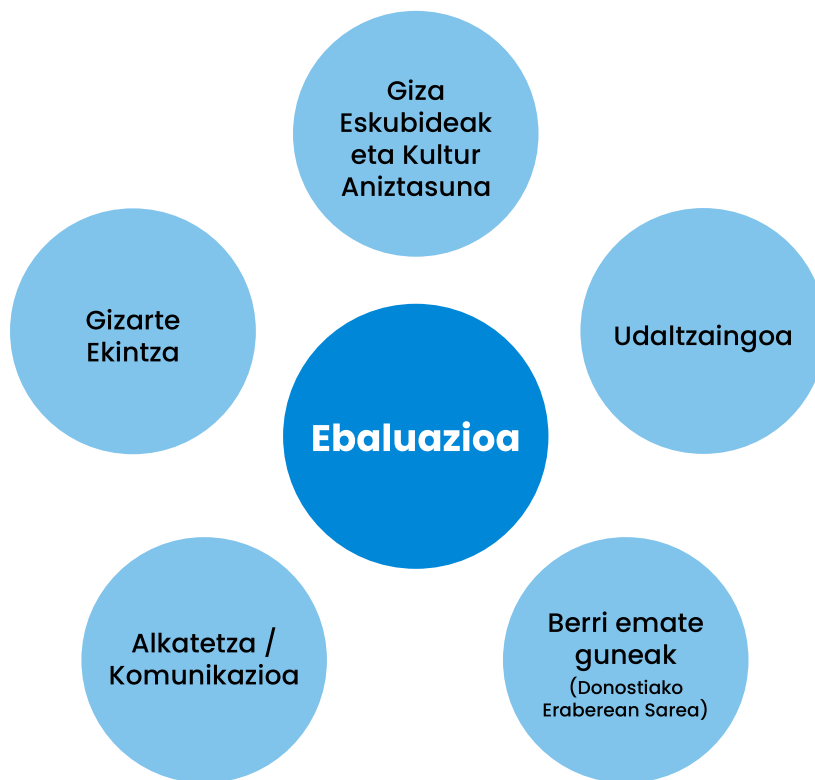 Giza
Eskubideak
eta Kultur
Aniztasuna
Gizarte
Ekintza
Udaltzaingoa
Ebaluazioa
Alkatetza /
Komunikazioa
Berri emate
guneak
(Donostiako
Eraberean Sarea)